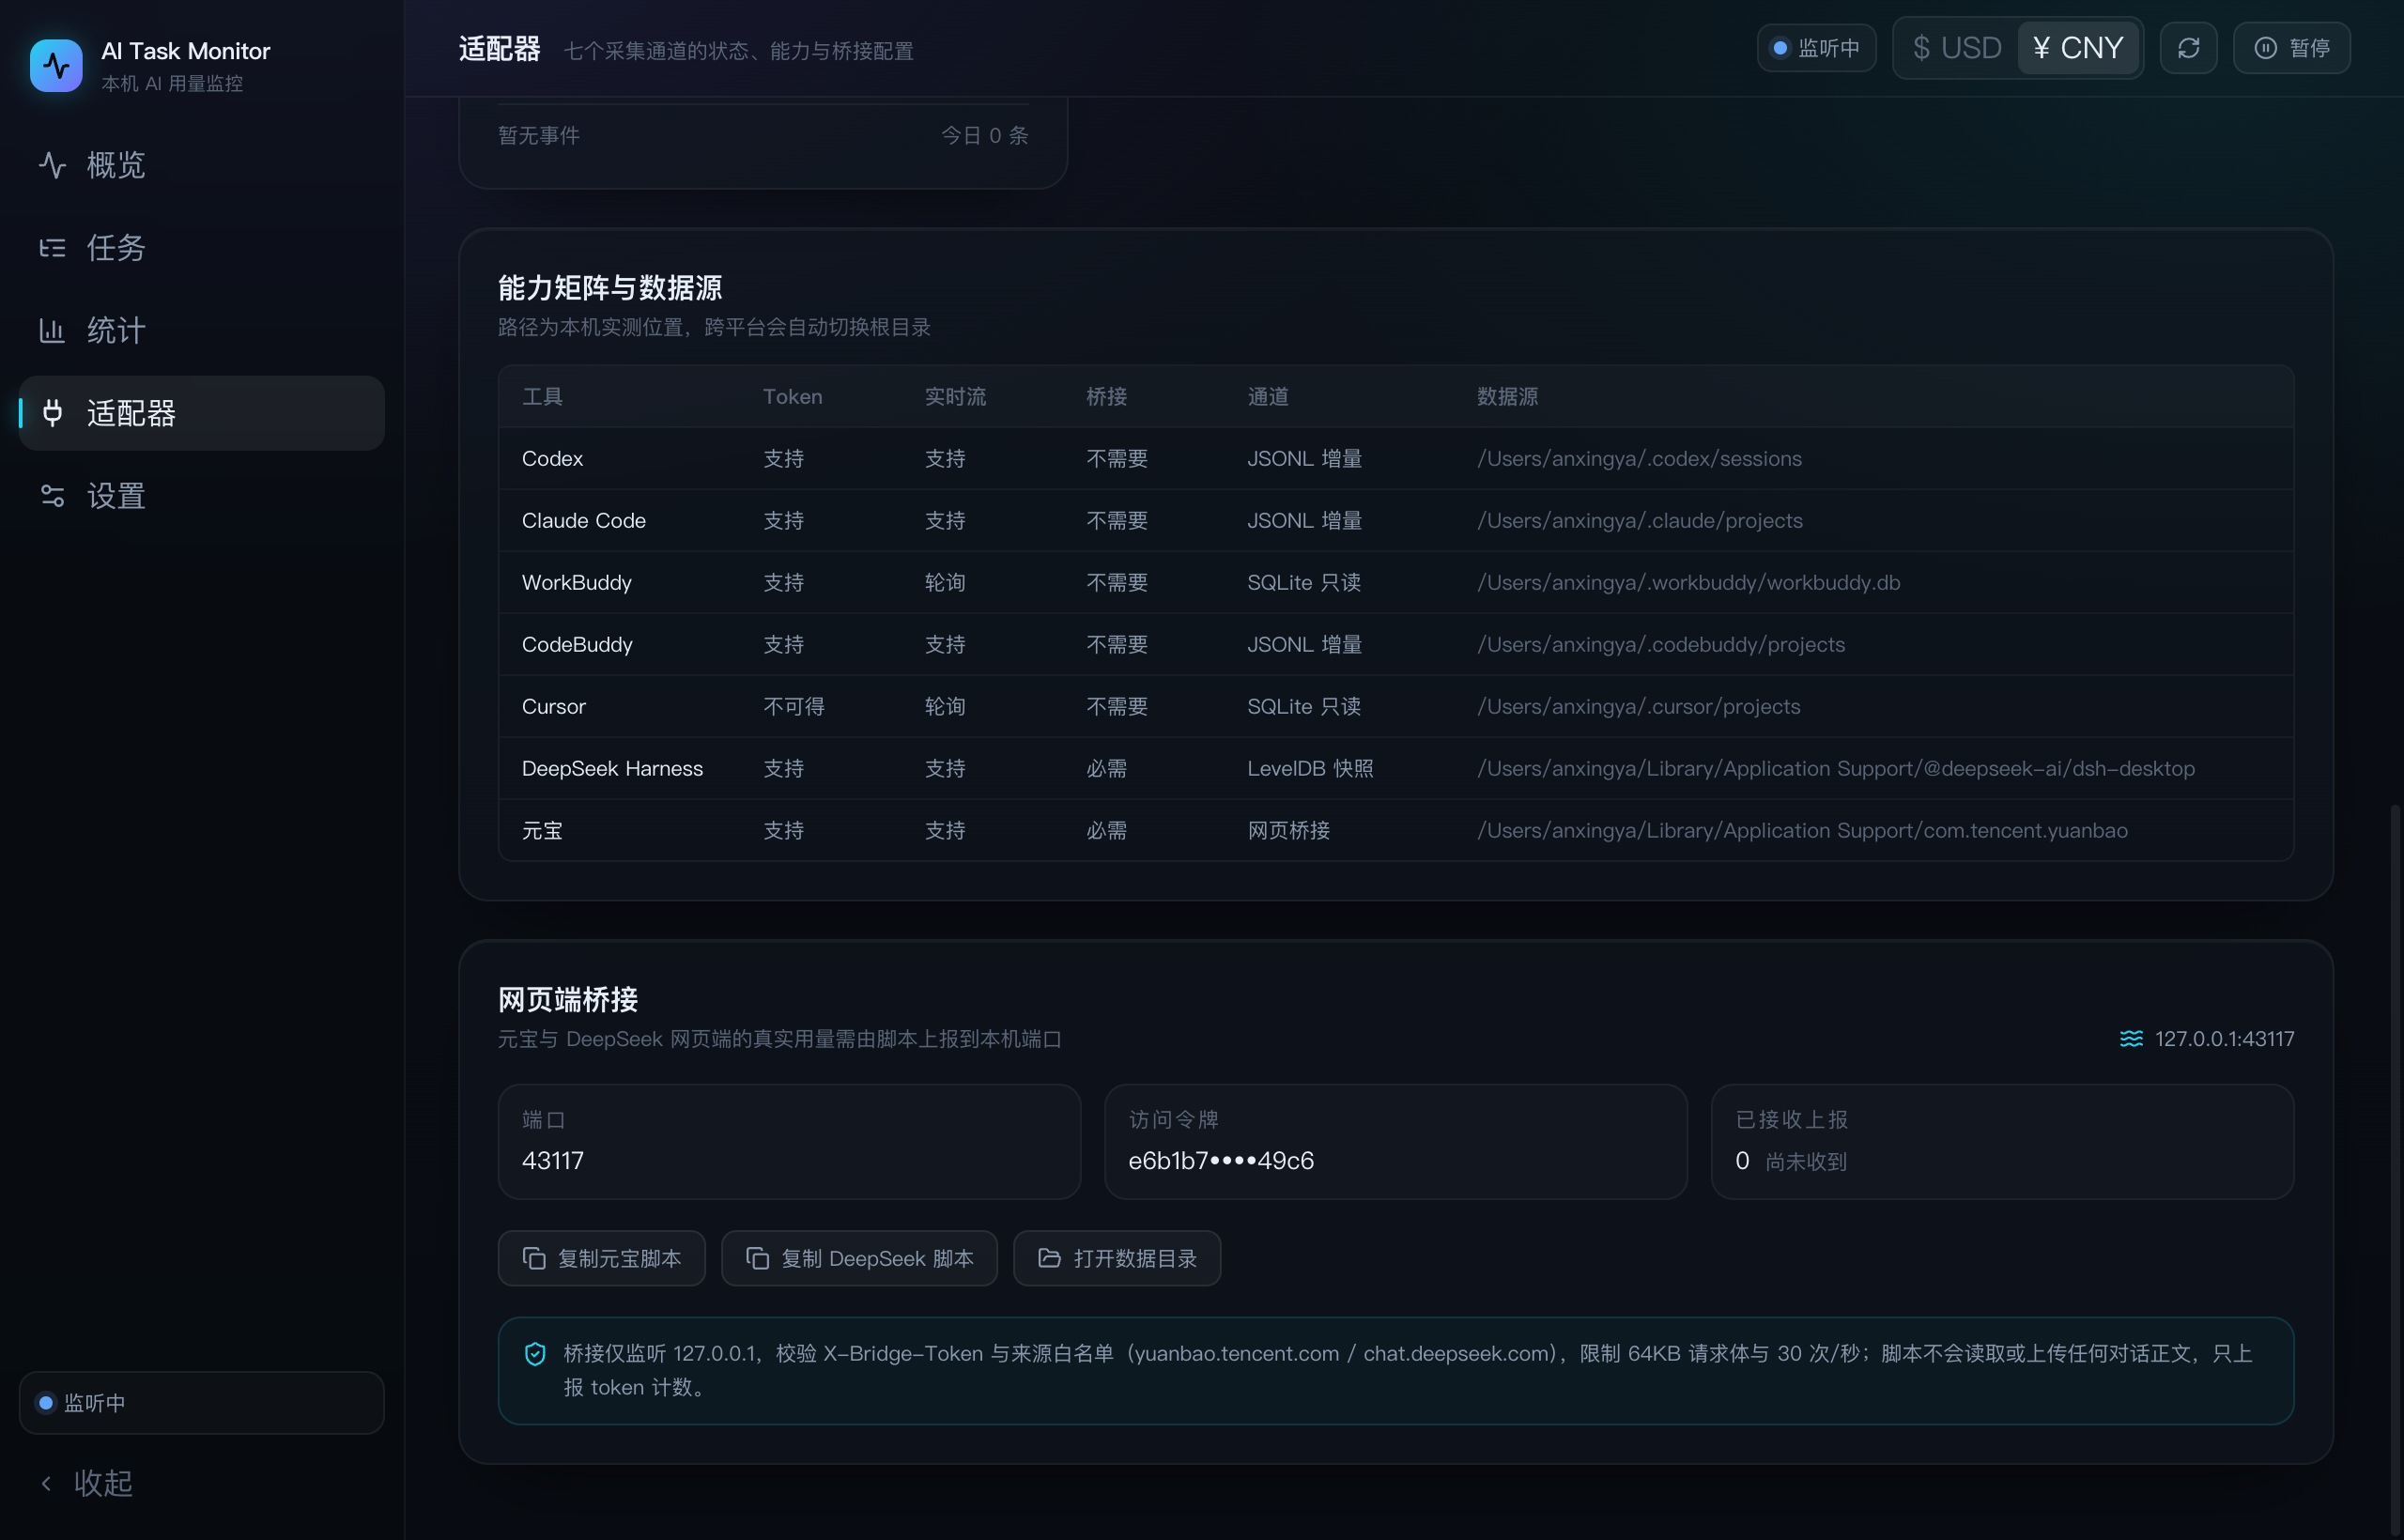 AI Task Monitor
本机 AI 用量监控
概览
任务
统计
适配器
设置
监听中
收起
适配器 七个采集通道的状态、能力与桥接配置
监听中 $ USD ¥ CNY 暂停
暂无事件 今日 0 条
能力矩阵与数据源
路径为本机实测位置，跨平台会自动切换根目录
工具 Token 实时流 桥接 通道 数据源
Codex 支持 支持 不需要 JSONL 增量 /Users/anxingya/.codex/sessions
Claude Code 支持 支持 不需要 JSONL 增量 /Users/anxingya/.claude/projects
WorkBuddy 支持 轮询 不需要 SQLite 只读 /Users/anxingya/.workbuddy/workbuddy.db
CodeBuddy 支持 支持 不需要 JSONL 增量 /Users/anxingya/.codebuddy/projects
Cursor 不可得 轮询 不需要 SQLite 只读 /Users/anxingya/.cursor/projects
DeepSeek Harness 支持 支持 必需 LevelDB 快照 /Users/anxingya/Library/Application Support/@deepseek-ai/dsh-desktop
元宝 支持 支持 必需 网页桥接 /Users/anxingya/Library/Application Support/com.tencent.yuanbao
网页端桥接
元宝与 DeepSeek 网页端的真实用量需由脚本上报到本机端口 127.0.0.1:43117
端口 访问令牌 已接收上报
43117 e6b1b7••••49c6 0 尚未收到
复制元宝脚本 复制 DeepSeek 脚本 打开数据目录
桥接仅监听 127.0.0.1，校验 X-Bridge-Token 与来源白名单（yuanbao.tencent.com / chat.deepseek.com），限制 64KB 请求体与 30 次/秒；脚本不会读取或上传任何对话正文，只上
报 token 计数。